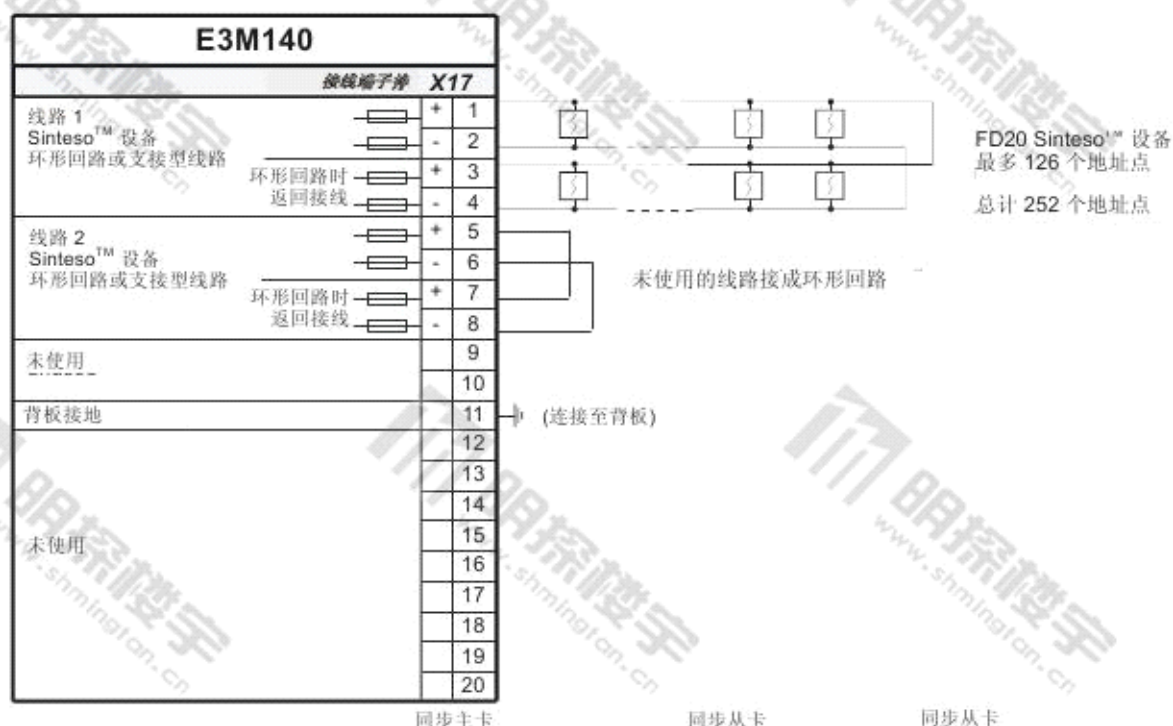 E3M140
接线端子排 X17
线路 1
Sinteso™ 设备
环形回路或支接型线路
环形回路时
返回接线
+ 1
- 2
+ 3
- 4
FD20 Sinteso™ 设备
最多 126 个地址点
总计 252 个地址点
线路 2
Sinteso™ 设备
环形回路或支接型线路
环形回路时
返回接线
+ 5
- 6
+ 7
- 8
未使用的线路接成环形回路
未使用
9
10
背板接地
11
(连接至背板)
未使用
12
13
14
15
16
17
18
19
20
同步主卡
同步从卡
同步从卡
明探楼宇
www.shmington.cn